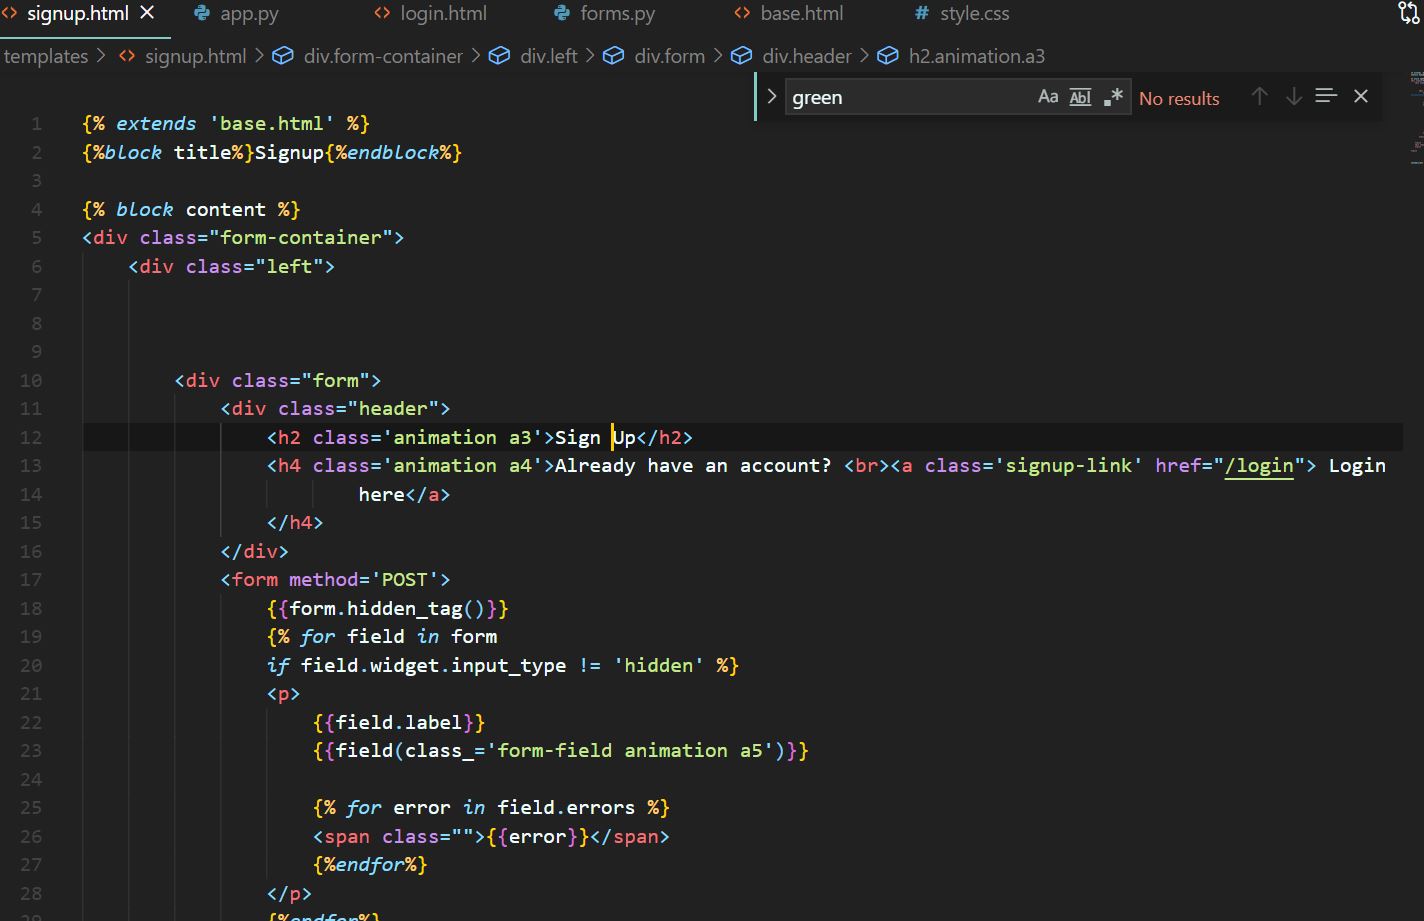 signup.html app.py login.html forms.py base.html # style.css
templates > signup.html > div.form-container > div.left > div.form > div.header > h2.animation.a3
green Aa Abl .* No results
1 {% extends 'base.html' %}
2 {%block title%}Signup{%endblock%}
3
4 {% block content %}
5 <div class="form-container">
6 <div class="left">
7
8
9
10 <div class="form">
11 <div class="header">
12 <h2 class='animation a3'>Sign Up</h2>
13 <h4 class='animation a4'>Already have an account? <br><a class='signup-link' href="/login"> Login
14 here</a>
15 </h4>
16 </div>
17 <form method='POST'>
18 {{form.hidden_tag()}}
19 {% for field in form
20 if field.widget.input_type != 'hidden' %}
21 <p>
22 {{field.label}}
23 {{field(class_='form-field animation a5')}}
24
25 {% for error in field.errors %}
26 <span class="">{{error}}</span>
27 {%endfor%}
28 </p>
29 {%endfor%}